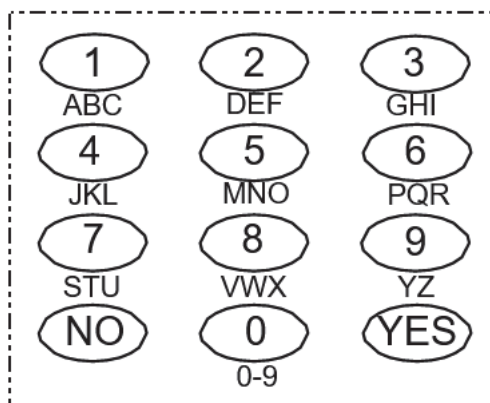 1 2 3
ABC DEF GHI
4 5 6
JKL MNO PQR
7 8 9
STU VWX YZ
NO 0 YES
0-9